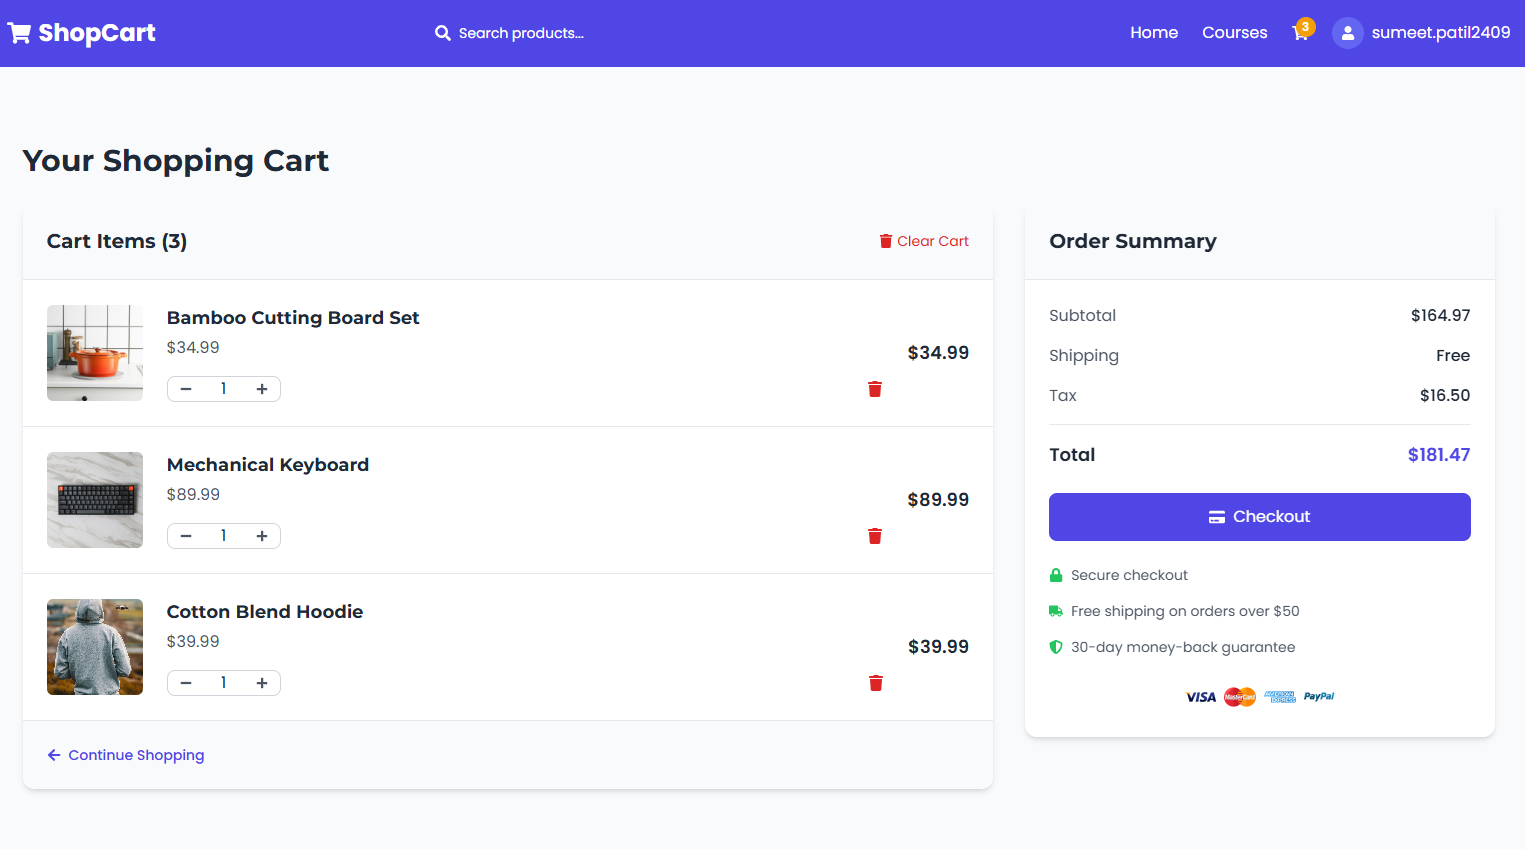 ShopCart
Search products...
Home
Courses
3
sumeet.patil2409
Your Shopping Cart
Cart Items (3)
Clear Cart
Bamboo Cutting Board Set
$34.99
$34.99
1
Mechanical Keyboard
$89.99
$89.99
1
Cotton Blend Hoodie
$39.99
$39.99
1
Continue Shopping
Order Summary
Subtotal $164.97
Shipping Free
Tax $16.50
Total $181.47
Checkout
Secure checkout
Free shipping on orders over $50
30-day money-back guarantee
VISA MasterCard AMERICAN EXPRESS PayPal